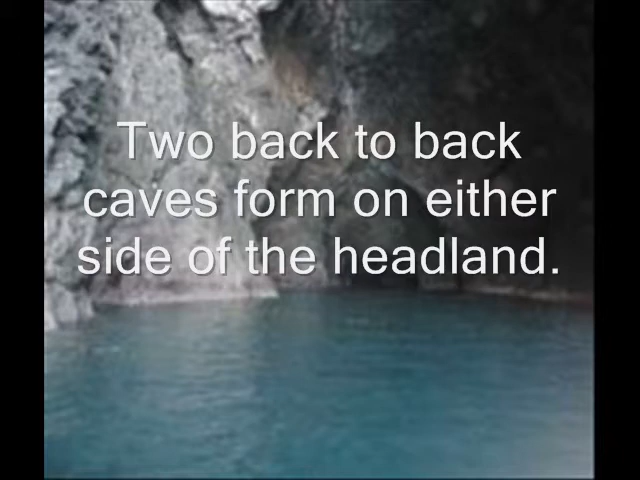 Two back to back
caves form on either
side of the headland.